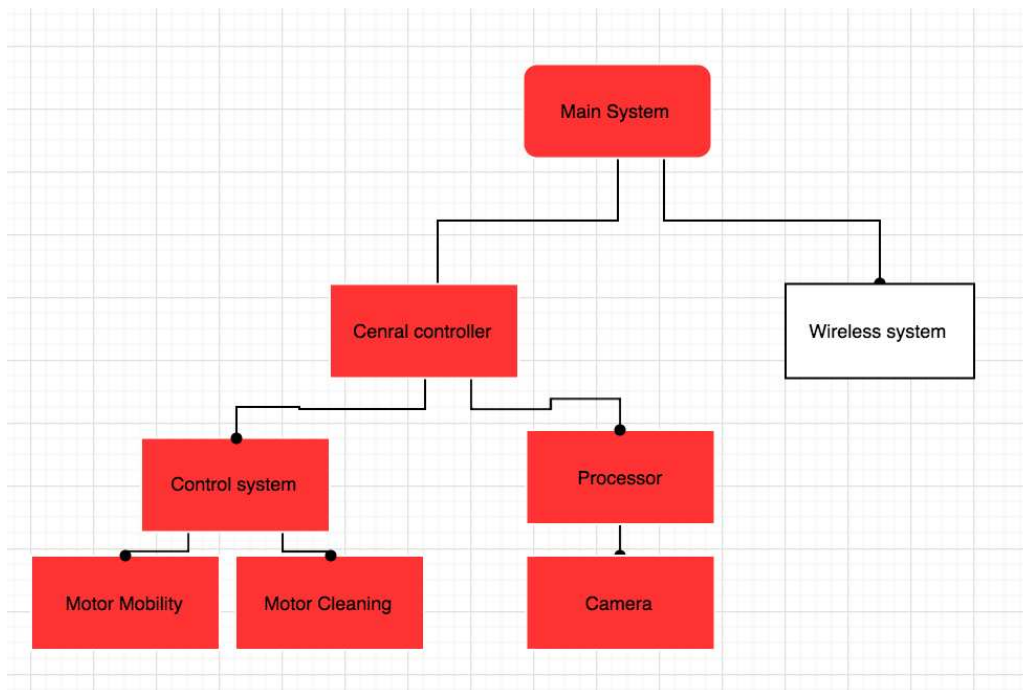 Main System
Cenral controller
Wireless system
Control system
Processor
Motor Mobility
Motor Cleaning
Camera